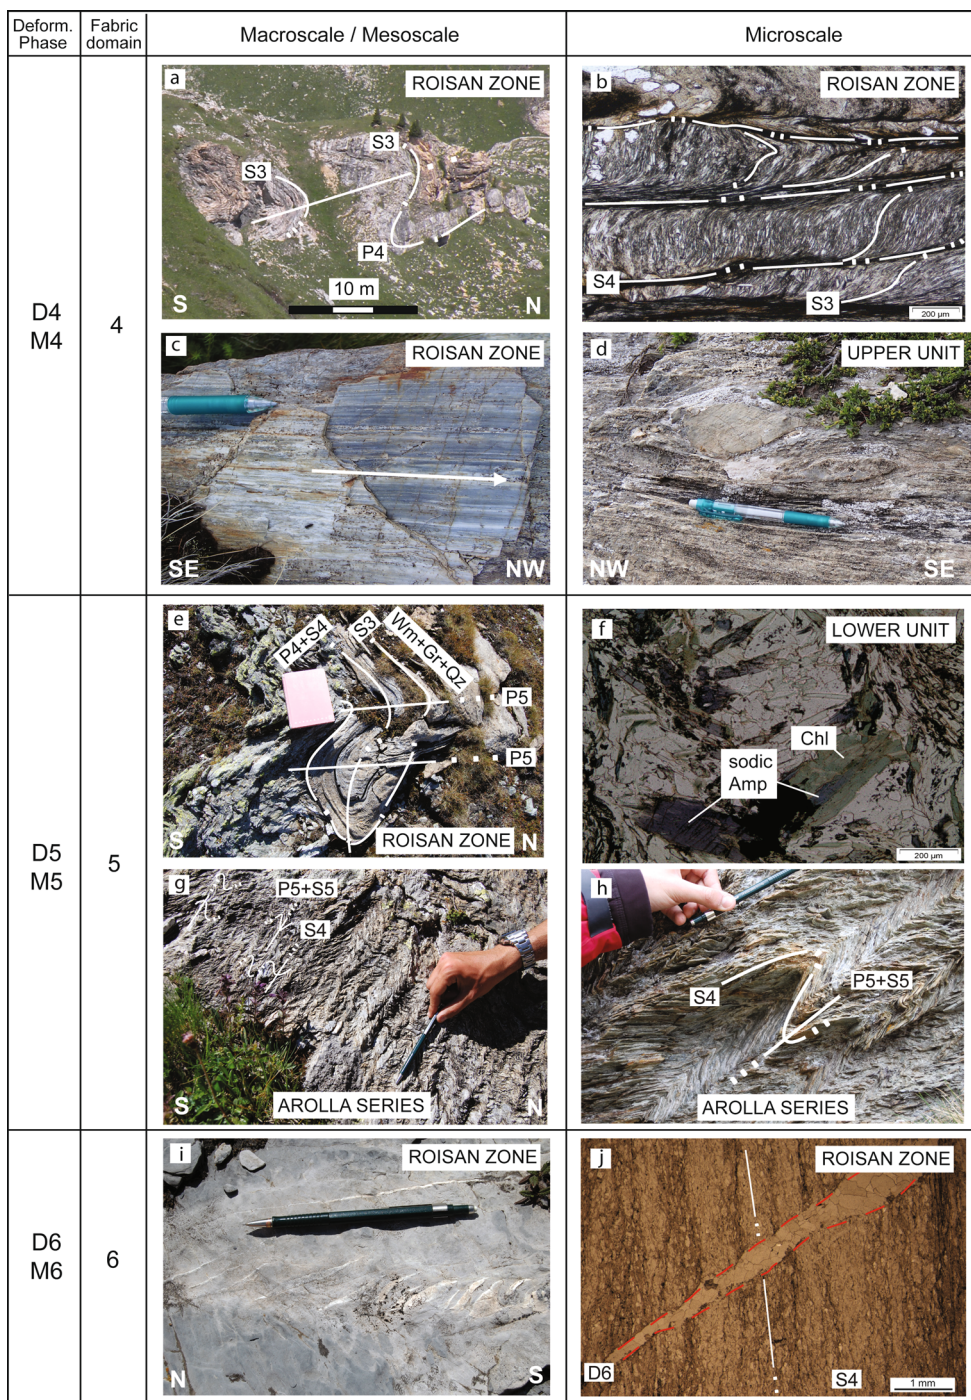 Deform. Phase
Fabric domain
Macroscale / Mesoscale
Microscale
D4
M4
4
a
ROISAN ZONE
S3
S3
P4
10 m
S
N
b
ROISAN ZONE
S4
S3
200 µm
c
ROISAN ZONE
SE
NW
d
UPPER UNIT
NW
SE
D5
M5
5
e
P4+S4
S3
Wm+Gr+Qz
P5
P5
S
N
ROISAN ZONE
f
LOWER UNIT
Chl
sodic
Amp
200 µm
g
P5+S5
S4
S
N
AROLLA SERIES
h
S4
P5+S5
AROLLA SERIES
D6
M6
6
i
ROISAN ZONE
N
S
j
ROISAN ZONE
D6
S4
1 mm